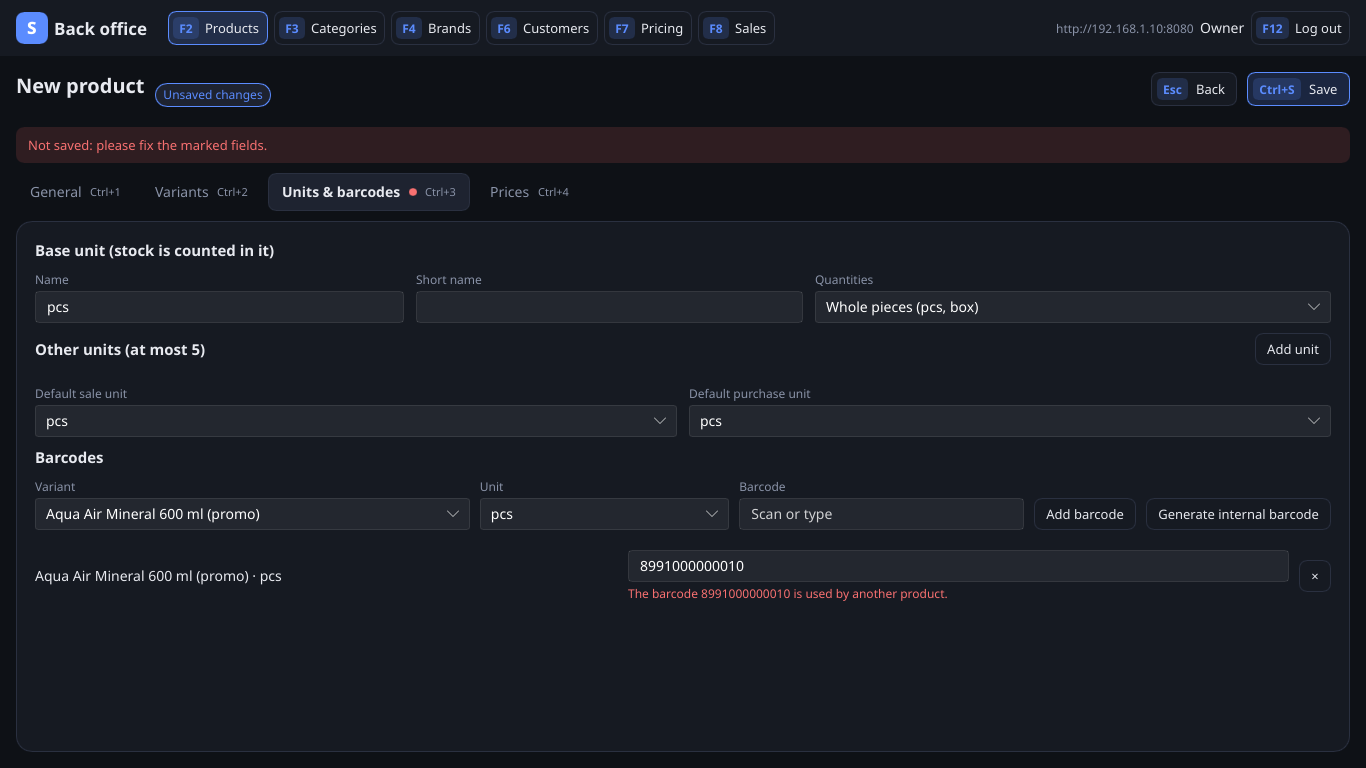 S Back office F2 Products F3 Categories F4 Brands F6 Customers F7 Pricing F8 Sales http://192.168.1.10:8080 Owner F12 Log out
New product Unsaved changes Esc Back Ctrl+S Save
Not saved: please fix the marked fields.
General Ctrl+1 Variants Ctrl+2 Units & barcodes Ctrl+3 Prices Ctrl+4
Base unit (stock is counted in it)
Name Short name Quantities
pcs Whole pieces (pcs, box)
Other units (at most 5) Add unit
Default sale unit Default purchase unit
pcs pcs
Barcodes
Variant Unit Barcode
Aqua Air Mineral 600 ml (promo) pcs Scan or type Add barcode Generate internal barcode
8991000000010
Aqua Air Mineral 600 ml (promo) · pcs ×
The barcode 8991000000010 is used by another product.